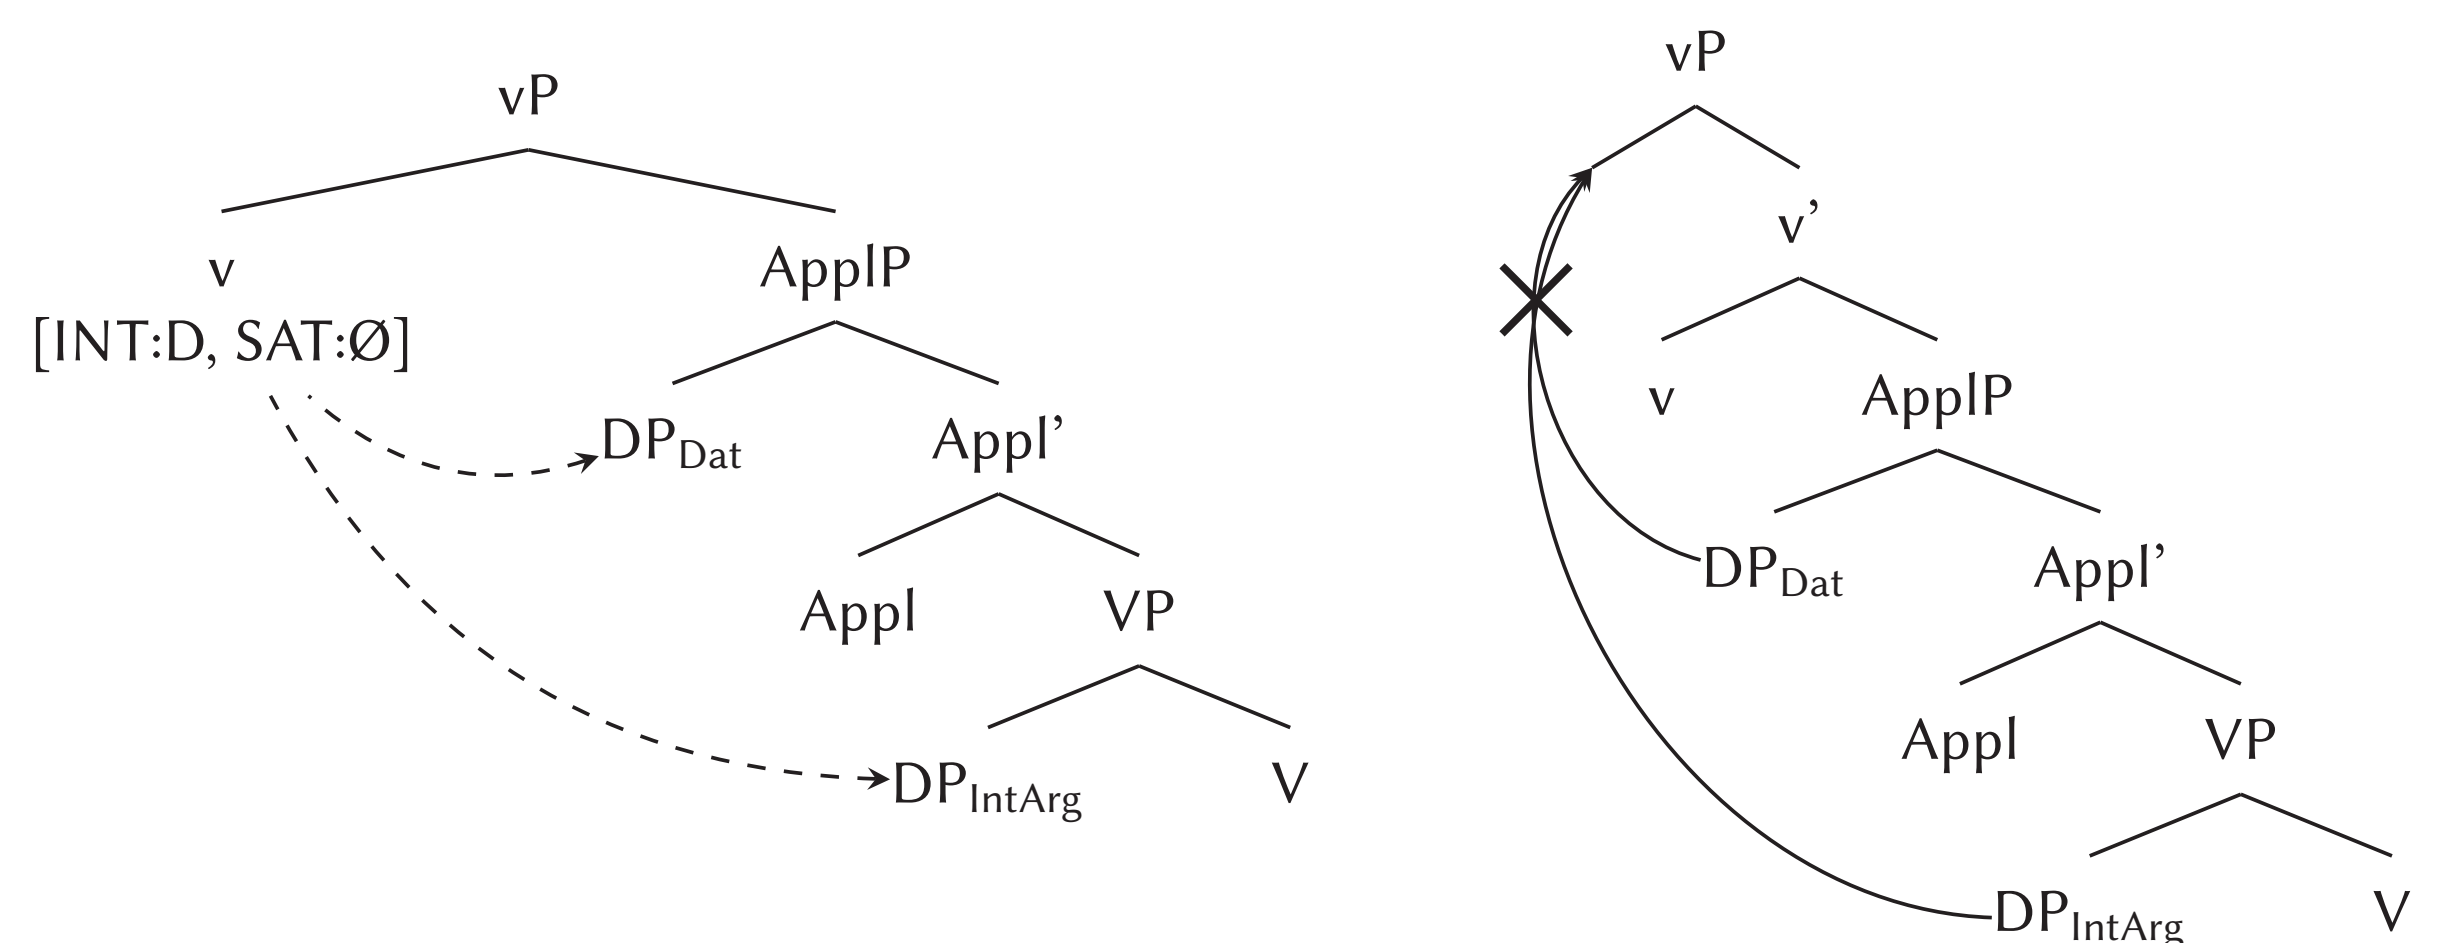 vP
v ApplP
[INT:D, SAT:Ø]
DP_Dat Appl’
Appl VP
DP_IntArg V
vP
v’
v ApplP
DP_Dat Appl’
Appl VP
DP_IntArg V